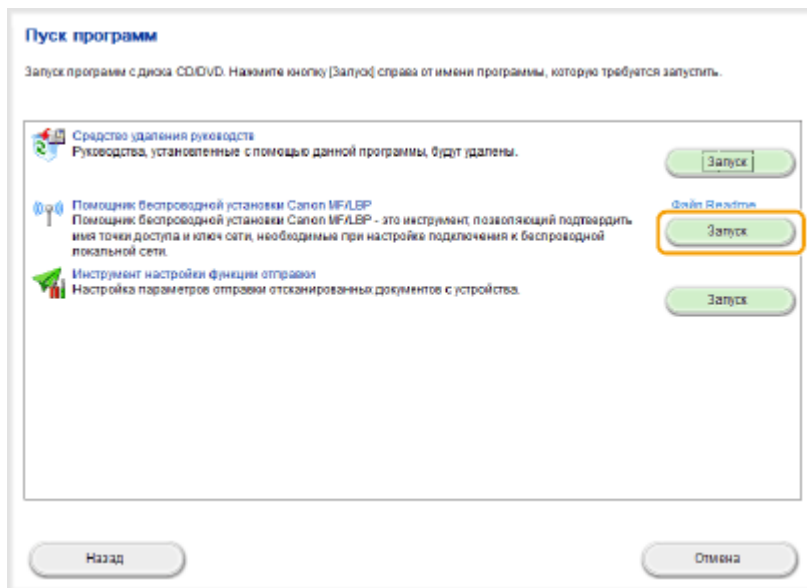 Пуск программ
Запуск программ с диска CD/DVD. Нажмите кнопку [Запуск] справа от имени программы, которую требуется запустить.
Средство удаления руководств
Руководства, установленные с помощью данной программы, будут удалены.
Запуск
Помощник беспроводной установки Canon MF/LBP
Файл Readme
Помощник беспроводной установки Canon MF/LBP - это инструмент, позволяющий подтвердить
имя точки доступа и ключ сети, необходимые при настройке подключения к беспроводной
локальной сети.
Запуск
Инструмент настройки функции отправки
Настройка параметров отправки отсканированных документов с устройства.
Запуск
Назад
Отмена